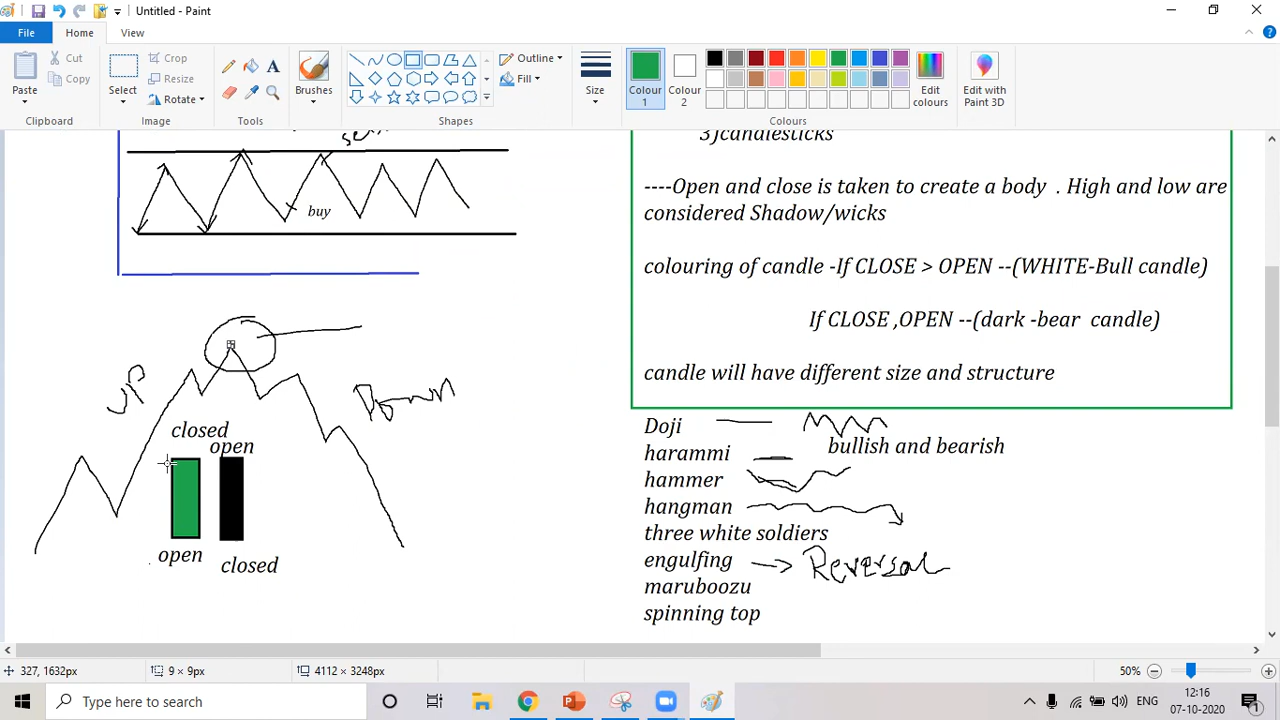 Untitled - Paint
File
Home
View
Paste
Cut
Copy
Clipboard
Select
Crop
Resize
Rotate
Image
Tools
Brushes
Shapes
Outline
Fill
Size
Colour
1
Colour
2
Edit
colours
Edit with
Paint 3D
Colours
buy
UP
Down
closed
open
open
closed
3)candlesticks
----Open and close is taken to create a body . High and low are
considered Shadow/wicks
colouring of candle -If CLOSE > OPEN --(WHITE-Bull candle)
If CLOSE ,OPEN --(dark -bear candle)
candle will have different size and structure
Doji
bullish and bearish
harammi
hammer
hangman
three white soldiers
engulfing
Reversal
maruboozu
spinning top
327, 1632px
9 × 9px
4112 × 3248px
50%
Type here to search
ENG
12:16
07-10-2020